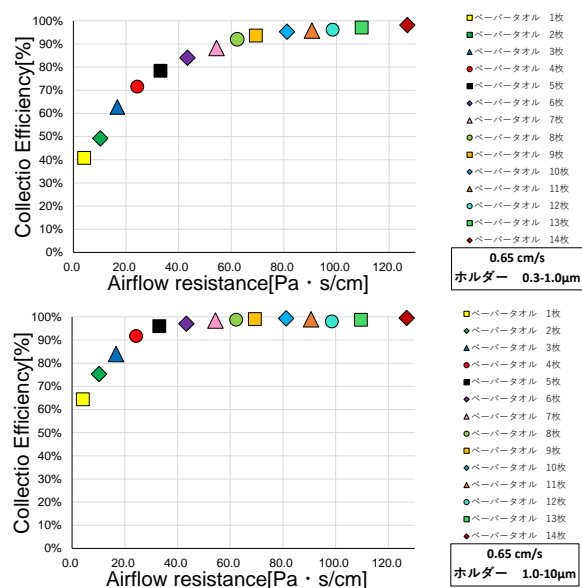 Collectio Efficiency[%]
100%
90%
80%
70%
60%
50%
40%
30%
20%
10%
0%
0.0 20.0 40.0 60.0 80.0 100.0 120.0
Airflow resistance[Pa・s/cm]
ペーパータオル 1枚
ペーパータオル 2枚
ペーパータオル 3枚
ペーパータオル 4枚
ペーパータオル 5枚
ペーパータオル 6枚
ペーパータオル 7枚
ペーパータオル 8枚
ペーパータオル 9枚
ペーパータオル 10枚
ペーパータオル 11枚
ペーパータオル 12枚
ペーパータオル 13枚
ペーパータオル 14枚
0.65 cm/s
ホルダー 0.3-1.0μm
Collectio Efficiency[%]
100%
90%
80%
70%
60%
50%
40%
30%
20%
10%
0%
0.0 20.0 40.0 60.0 80.0 100.0 120.0
Airflow resistance[Pa・s/cm]
ペーパータオル 1枚
ペーパータオル 2枚
ペーパータオル 3枚
ペーパータオル 4枚
ペーパータオル 5枚
ペーパータオル 6枚
ペーパータオル 7枚
ペーパータオル 8枚
ペーパータオル 9枚
ペーパータオル 10枚
ペーパータオル 11枚
ペーパータオル 12枚
ペーパータオル 13枚
ペーパータオル 14枚
0.65 cm/s
ホルダー 1.0-10μm